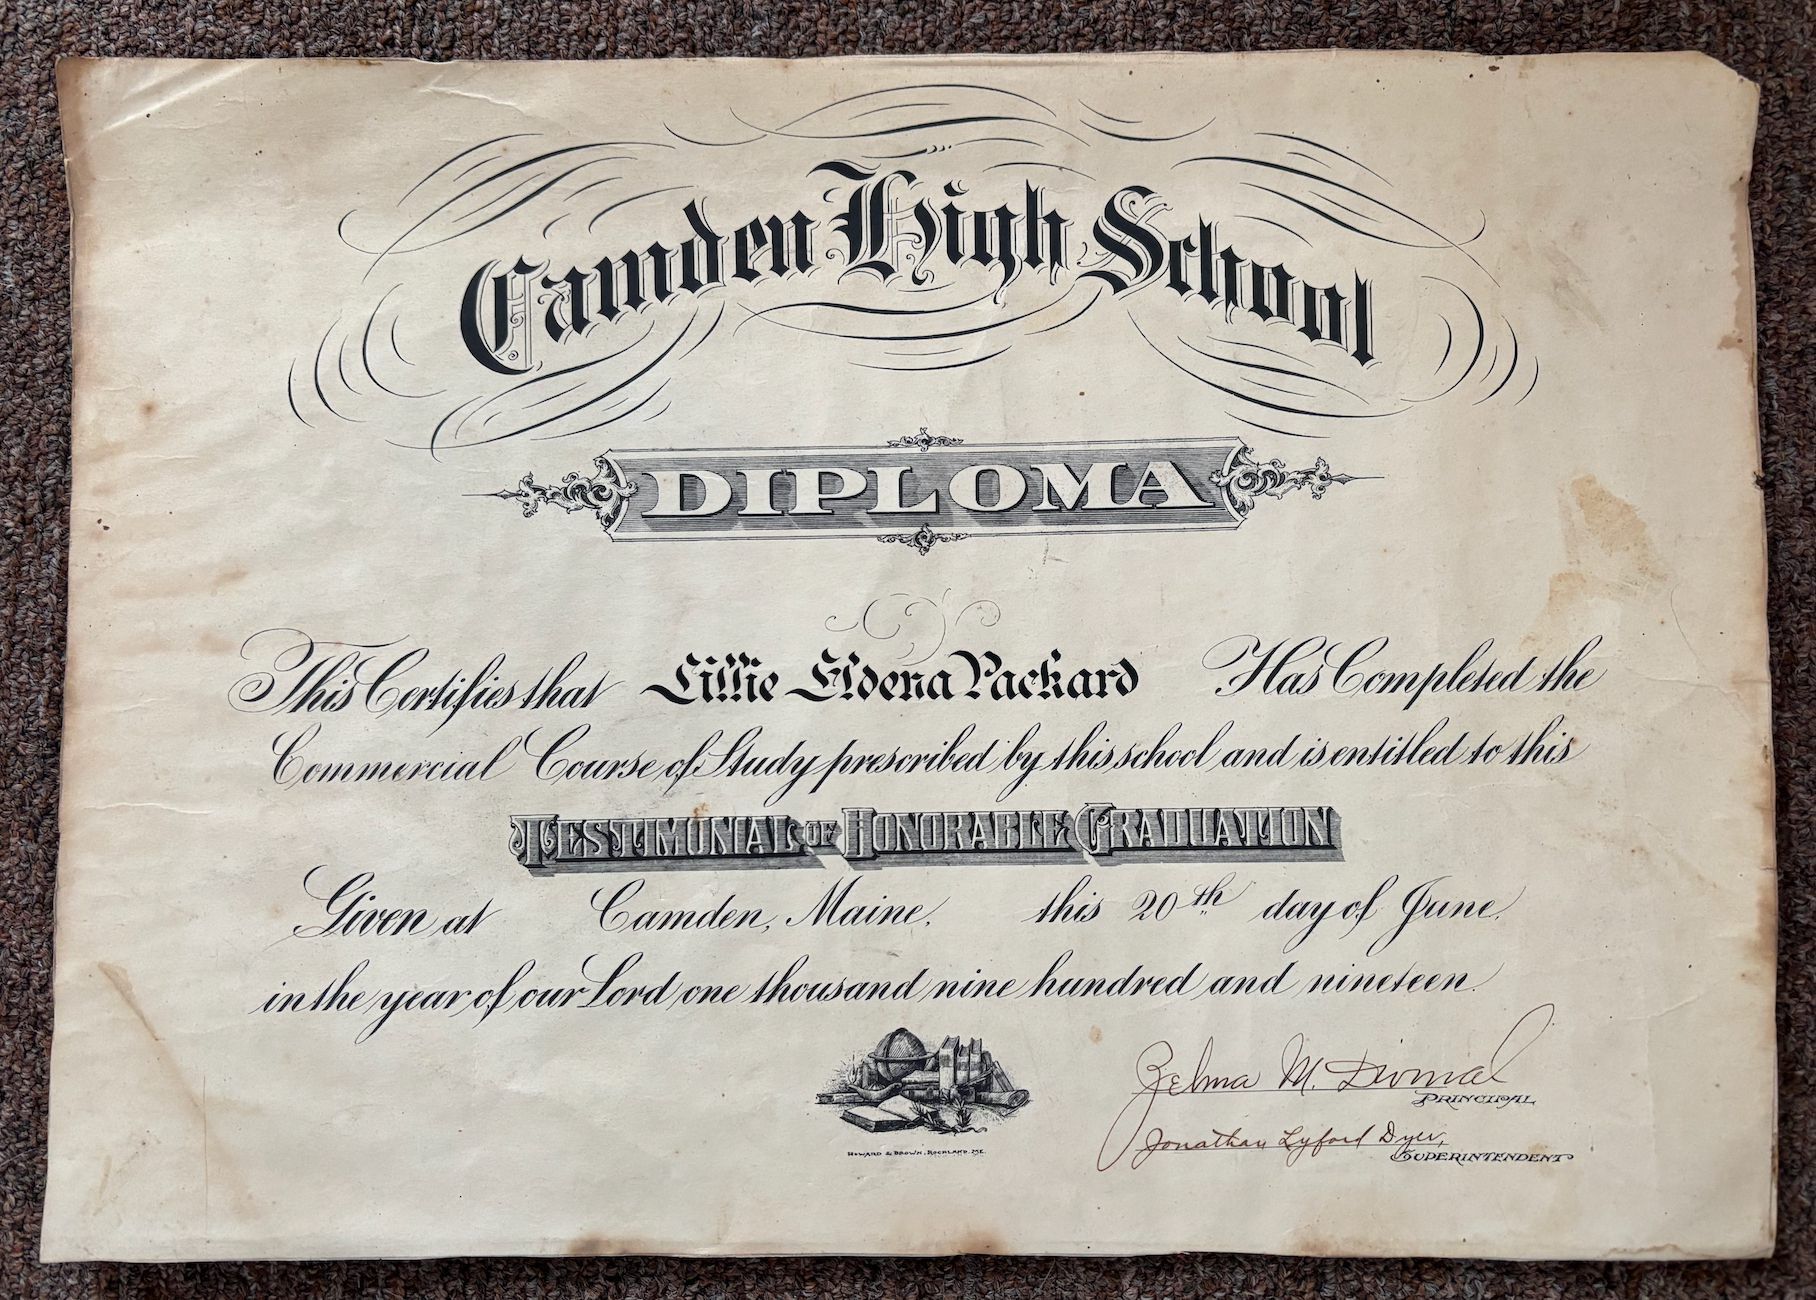 Camden High School
DIPLOMA
This Certifies that Lillie Eldena Packard Has Completed the
Commercial Course of Study prescribed by this school and is entitled to this
TESTIMONIAL OF HONORABLE GRADUATION
Given at Camden, Maine, this 20th day of June,
in the year of our Lord one thousand nine hundred and nineteen.
Zelma M.
PRINCIPAL
Jonathan Lyford Dyer,
SUPERINTENDENT
HOWARD & BROWN, ROCKLAND, ME.